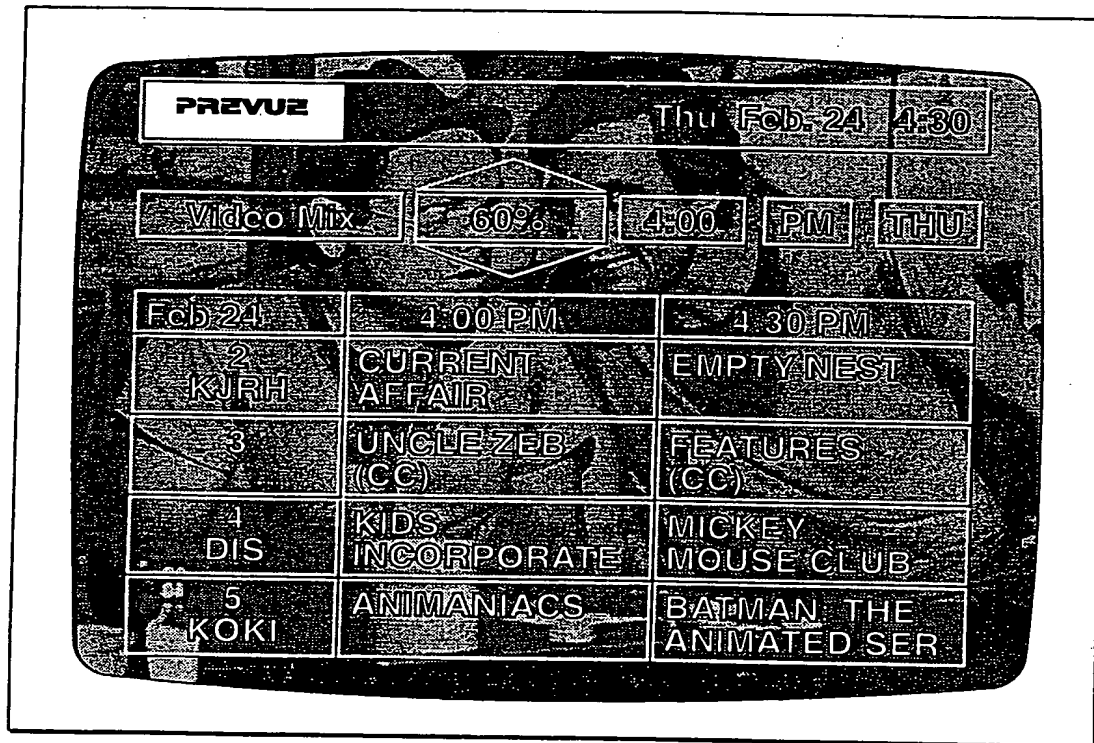 PREVUE
Thu Feb. 24 4:30
Video Mix 60% 4:00 PM THU
Feb 24 4:00 PM 4:30 PM
2 CURRENT EMPTY NEST
KJRH AFFAIR
3 UNCLE ZEB FEATURES
(CC) (CC)
4 KIDS MICKEY
DIS INCORPORATE MOUSE CLUB
5 ANIMANIACS BATMAN THE
KOKI ANIMATED SER